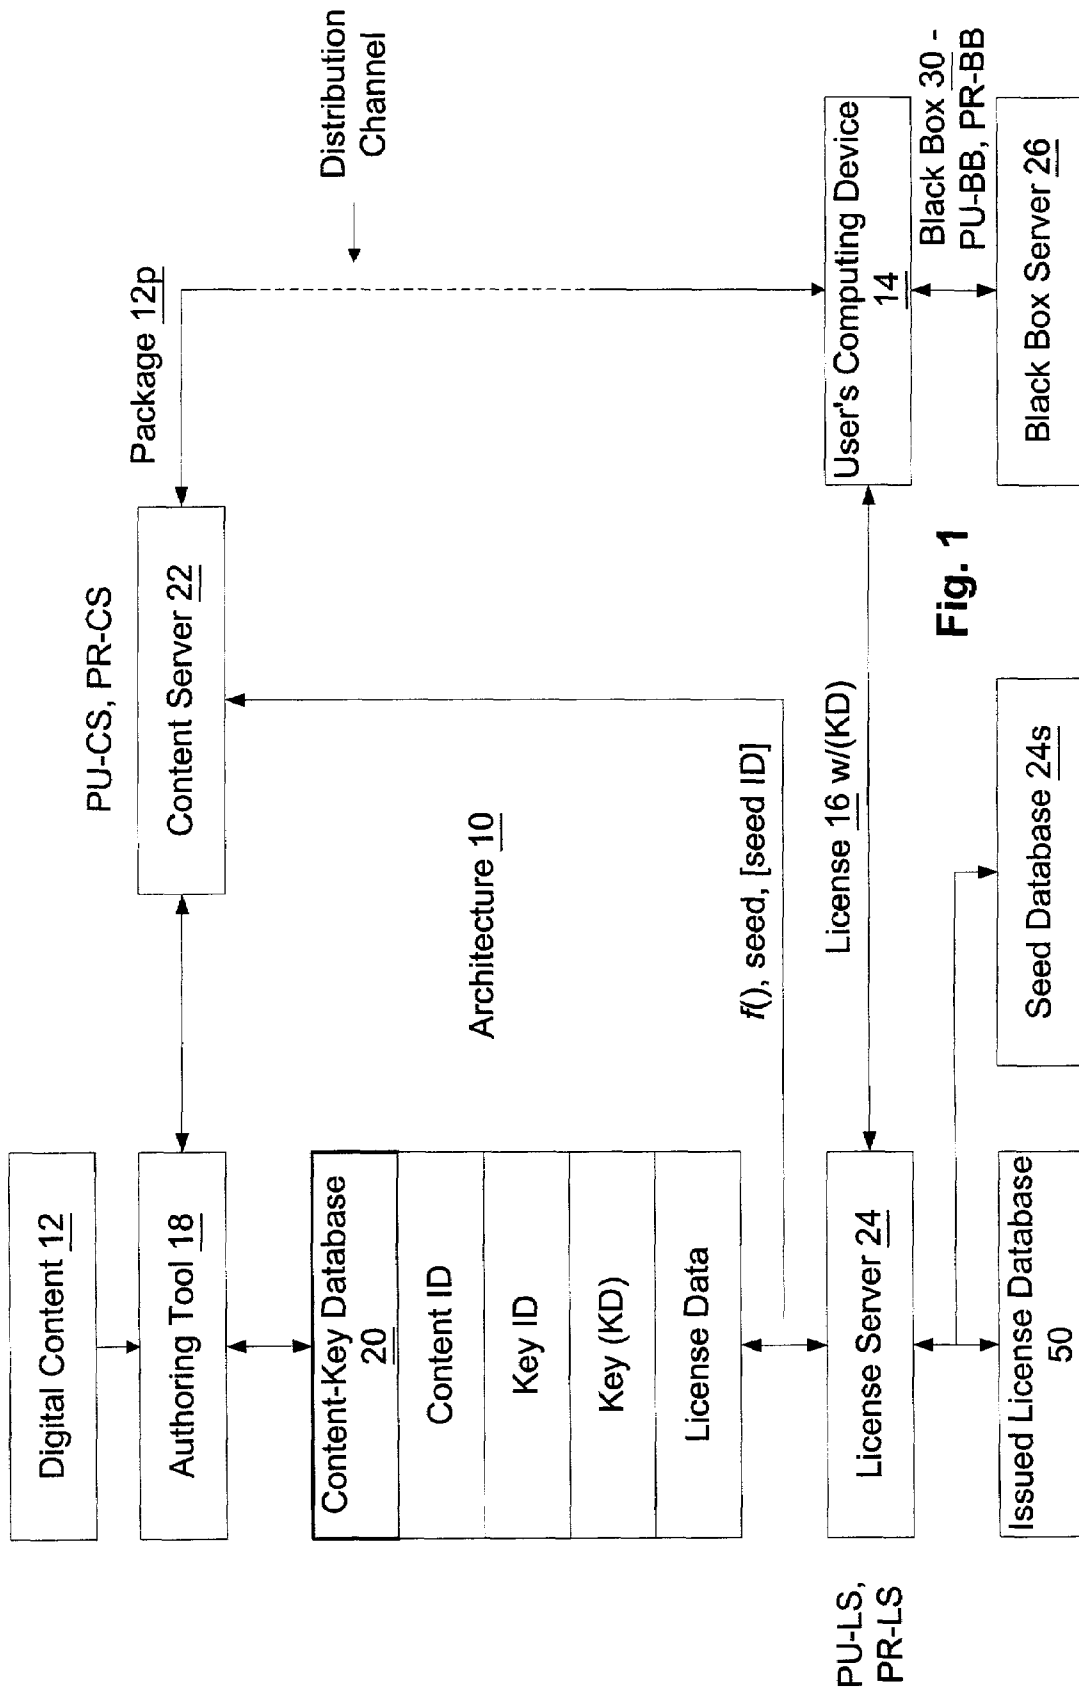 Digital Content 12
Authoring Tool 18
Content-Key Database
20
Content ID
Key ID
Key (KD)
License Data
PU-LS,
PR-LS
License Server 24
Issued License Database
50
Seed Database 24s
PU-CS, PR-CS
Content Server 22
Architecture 10
f(), seed, [seed ID]
License 16 w/(KD)
Package 12p
Distribution
Channel
User's Computing Device
14
Black Box 30 -
PU-BB, PR-BB
Black Box Server 26
Fig. 1